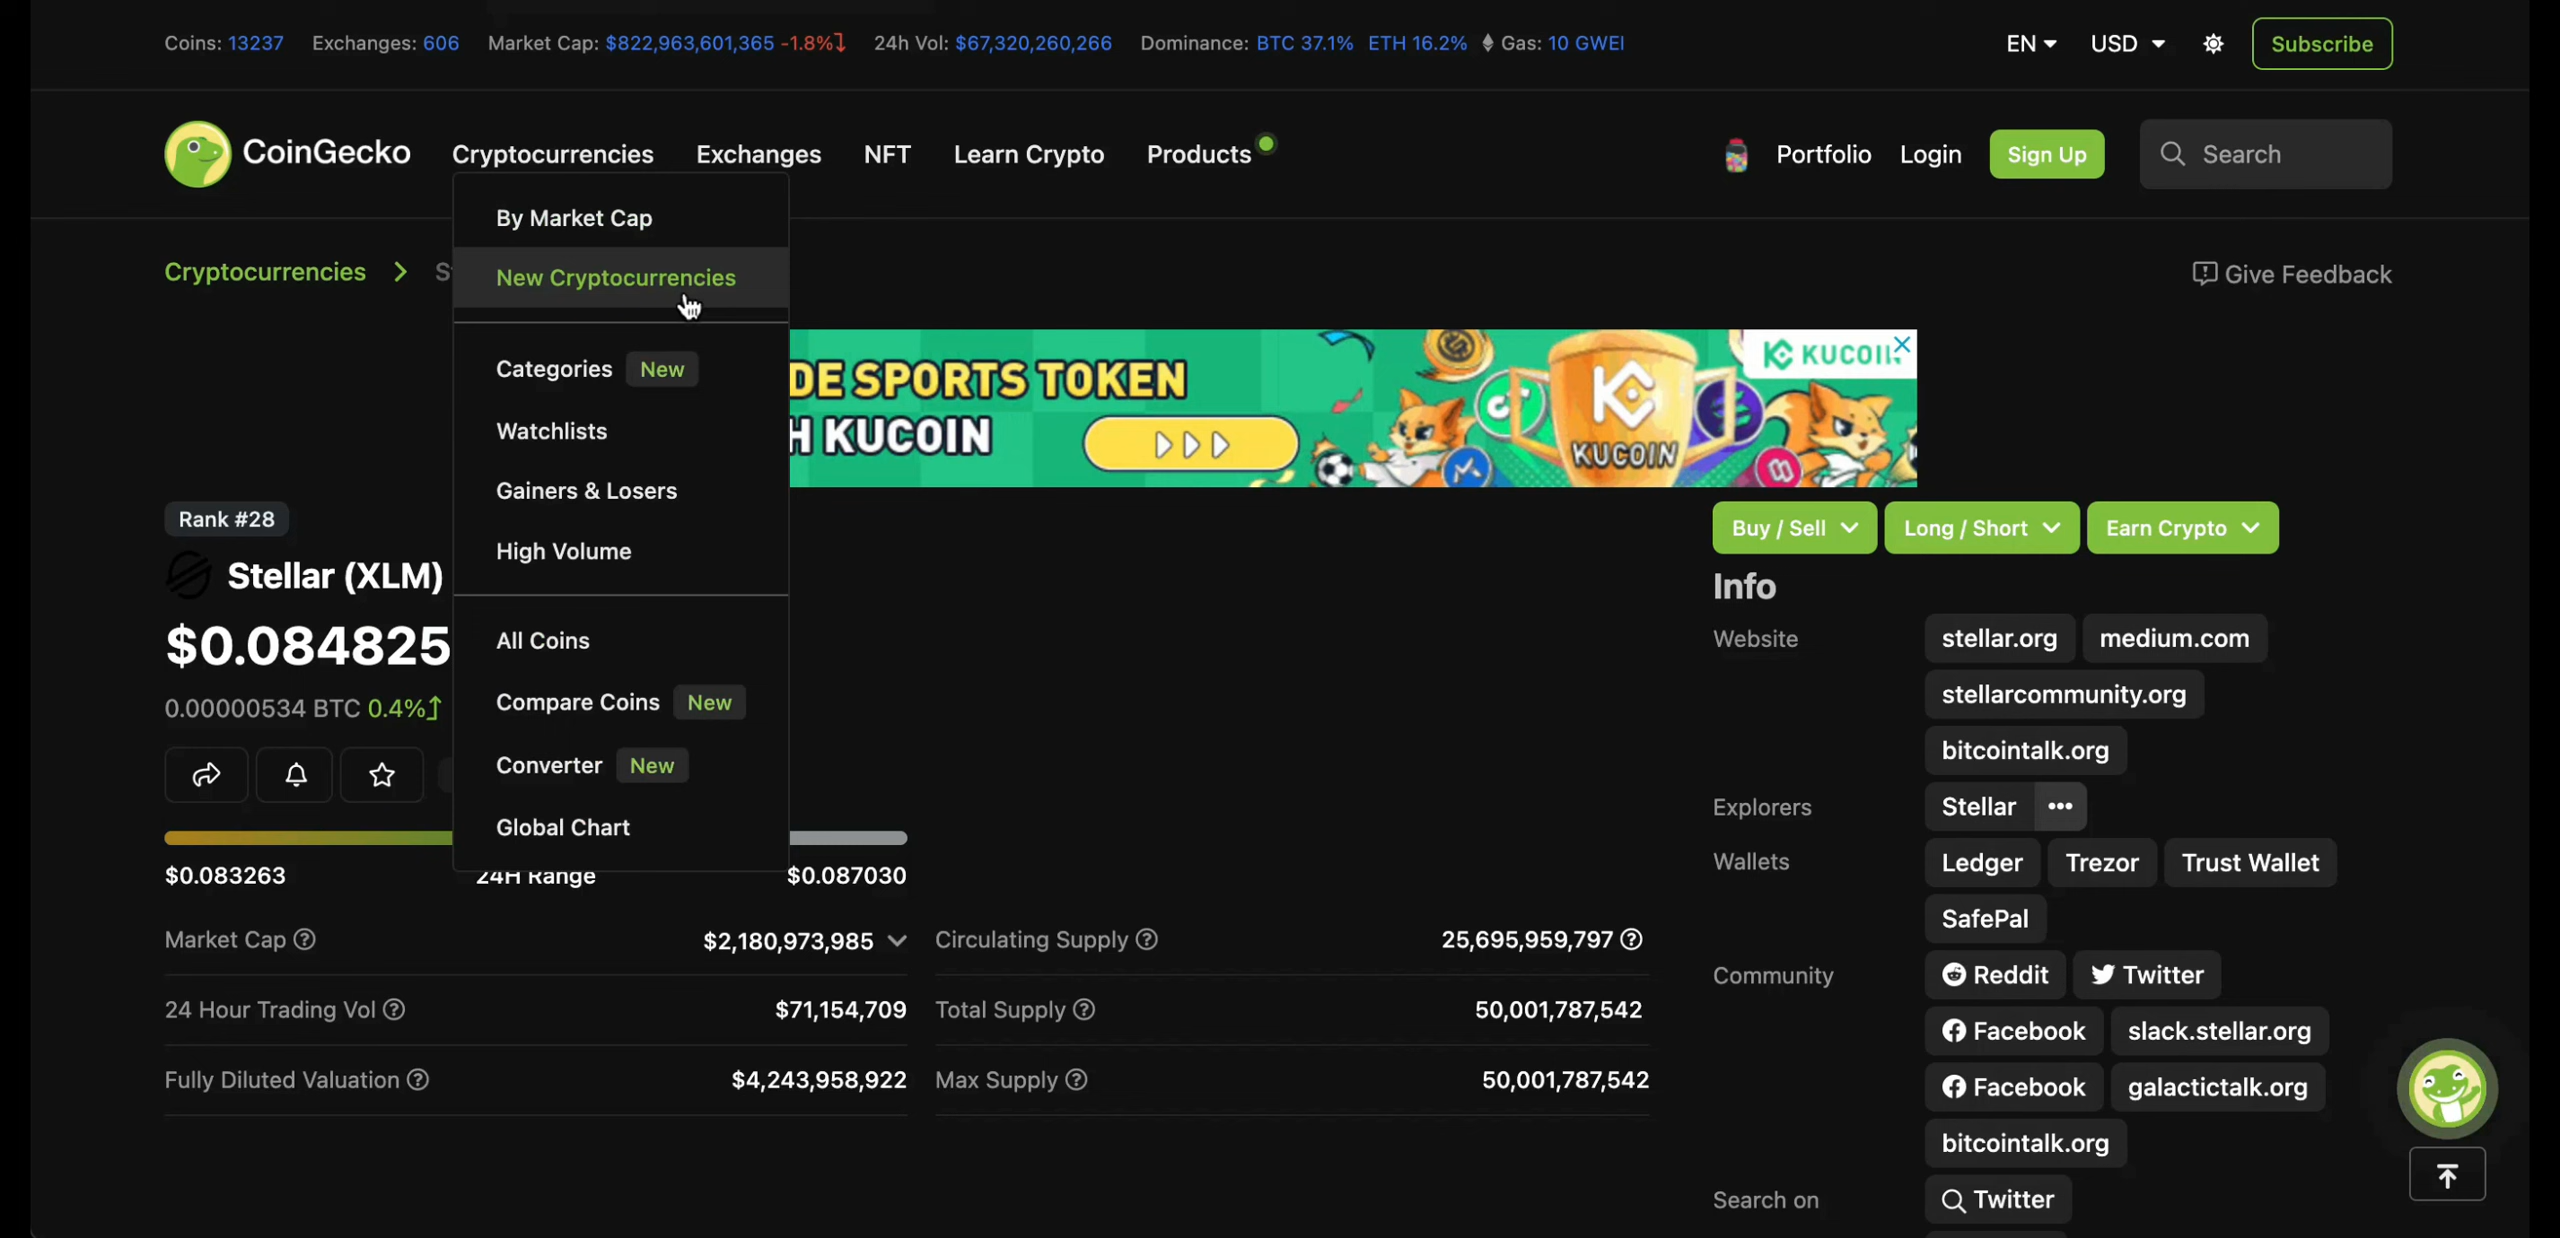 Coins: 13237 Exchanges: 606 Market Cap: $822,963,601,365 -1.8% 24h Vol: $67,320,260,266 Dominance: BTC 37.1% ETH 16.2% Gas: 10 GWEI EN USD Subscribe
CoinGecko Cryptocurrencies Exchanges NFT Learn Crypto Products Portfolio Login Sign Up Search
By Market Cap
Cryptocurrencies > New Cryptocurrencies Give Feedback
Categories New
Watchlists
Gainers & Losers
High Volume
All Coins
Compare Coins New
Converter New
Global Chart
DE SPORTS TOKEN
H KUCOIN
KUCOIN
KUCOIN
Rank #28
Stellar (XLM)
$0.084825
0.00000534 BTC 0.4%
$0.083263 24H Range $0.087030
Market Cap $2,180,973,985
24 Hour Trading Vol $71,154,709
Fully Diluted Valuation $4,243,958,922
Circulating Supply 25,695,959,797
Total Supply 50,001,787,542
Max Supply 50,001,787,542
Buy / Sell Long / Short Earn Crypto
Info
Website stellar.org medium.com
stellarcommunity.org
bitcointalk.org
Explorers Stellar •••
Wallets Ledger Trezor Trust Wallet
SafePal
Community Reddit Twitter
Facebook slack.stellar.org
Facebook galactictalk.org
bitcointalk.org
Search on Twitter